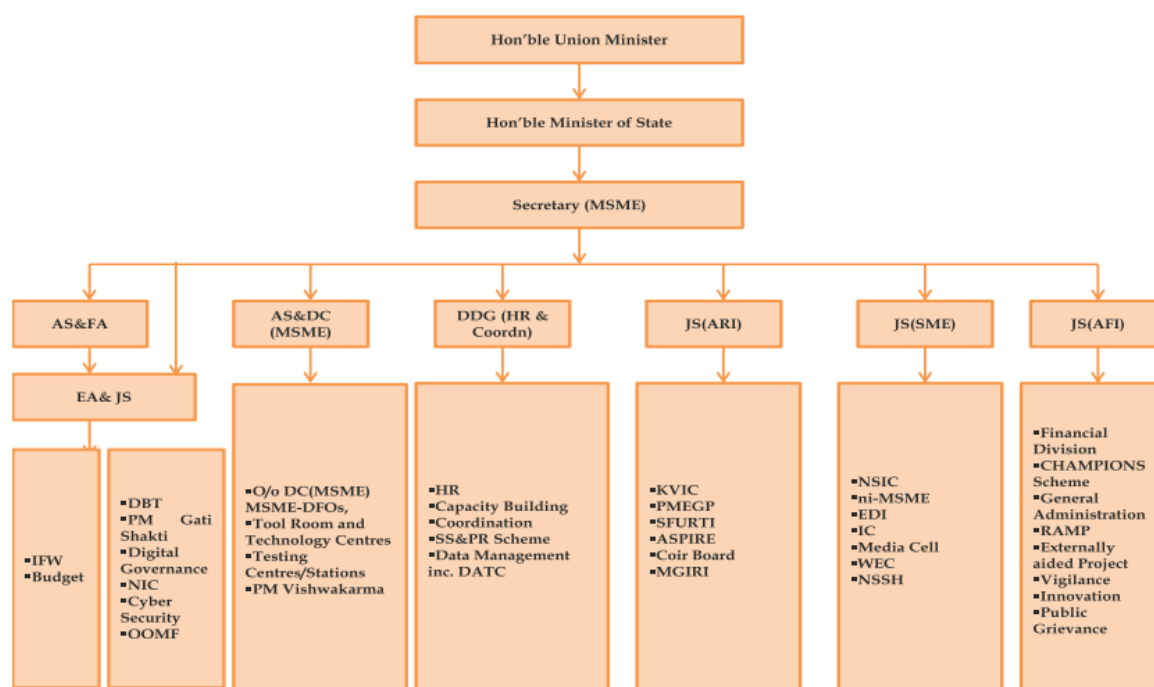 Hon'ble Union Minister
Hon'ble Minister of State
Secretary (MSME)
AS&FA
AS&DC
(MSME)
DDG (HR &
Coordn)
JS(ARI)
JS(SME)
JS(AFI)
EA& JS
▪IFW
▪Budget
▪DBT
▪PM Gati
Shakti
▪Digital
Governance
▪NIC
▪Cyber
Security
▪OOMF
▪O/o DC(MSME)
MSME-DFOs,
▪Tool Room and
Technology Centres
▪Testing
Centres/Stations
▪PM Vishwakarma
▪HR
▪Capacity Building
▪Coordination
▪SS&PR Scheme
▪Data Management
inc. DATC
▪KVIC
▪PMEGP
▪SFURTI
▪ASPIRE
▪Coir Board
▪MGIRI
▪NSIC
▪ni-MSME
▪EDI
▪IC
▪Media Cell
▪WEC
▪NSSH
▪Financial
Division
▪CHAMPIONS
Scheme
▪General
Administration
▪RAMP
▪Externally
aided Project
▪Vigilance
▪Innovation
▪Public
Grievance